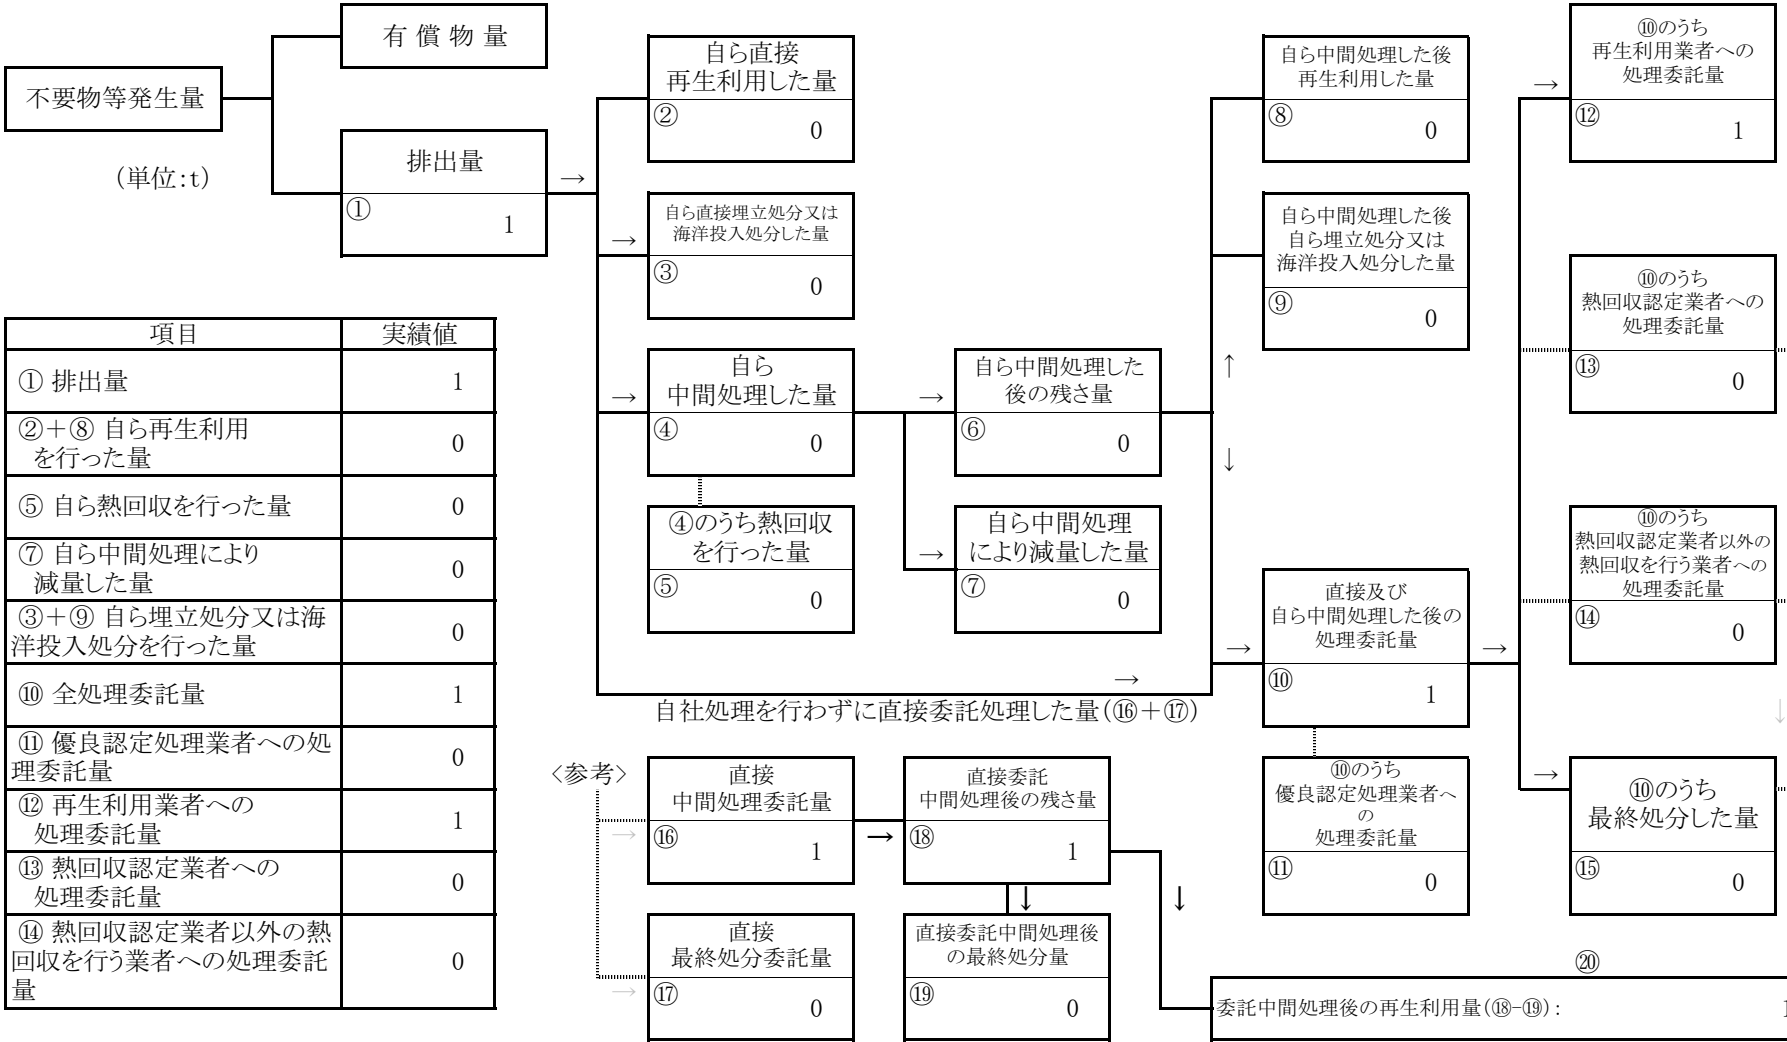 不要物等発生量
(単位:t)
有 償 物 量
排出量
①
1
→
自ら直接
再生利用した量
②
0
→
自ら直接埋立処分又は
海洋投入処分した量
③
0
→
自ら
中間処理した量
④
0
④のうち熱回収
を行った量
⑤
0
→
自ら中間処理した
後の残さ量
⑥
0
→
自ら中間処理
により減量した量
⑦
0
↑
↓
自ら中間処理した後
再生利用した量
⑧
0
自ら中間処理した後
自ら埋立処分又は
海洋投入処分した量
⑨
0
→
自社処理を行わずに直接委託処理した量(⑯+⑰)
→
直接及び
自ら中間処理した後の
処理委託量
⑩
1
⑩のうち
優良認定処理業者へ
の
処理委託量
⑪
0
→
→
⑩のうち
再生利用業者への
処理委託量
⑫
1
⑩のうち
熱回収認定業者への
処理委託量
⑬
0
⑩のうち
熱回収認定業者以外の
熱回収を行う業者への
処理委託量
⑭
0
↓
→
⑩のうち
最終処分した量
⑮
0
項目 実績値
① 排出量 1
②+⑧ 自ら再生利用
を行った量 0
⑤ 自ら熱回収を行った量 0
⑦ 自ら中間処理により
減量した量 0
③+⑨ 自ら埋立処分又は海
洋投入処分を行った量 0
⑩ 全処理委託量 1
⑪ 優良認定処理業者への処
理委託量 0
⑫ 再生利用業者への
処理委託量 1
⑬ 熱回収認定業者への
処理委託量 0
⑭ 熱回収認定業者以外の熱
回収を行う業者への処理委託
量 0
〈参考〉
→
直接
中間処理委託量
⑯
1
→
直接委託
中間処理後の残さ量
⑱
1
↓
↓
→
直接
最終処分委託量
⑰
0
直接委託中間処理後
の最終処分量
⑲
0
⑳
委託中間処理後の再生利用量(⑱-⑲): 1